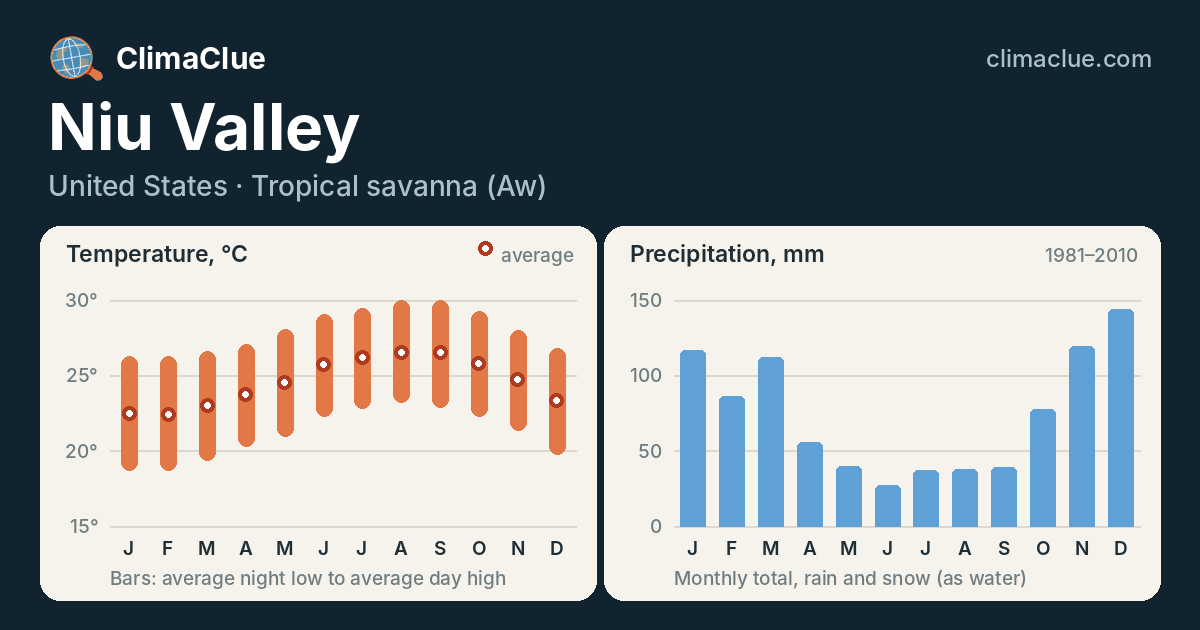 ClimaClue
climaclue.com
Niu Valley
United States · Tropical savanna (Aw)
Temperature, °C
average
30°
25°
20°
15°
J F M A M J J A S O N D
Bars: average night low to average day high
Precipitation, mm
1981–2010
150
100
50
0
J F M A M J J A S O N D
Monthly total, rain and snow (as water)